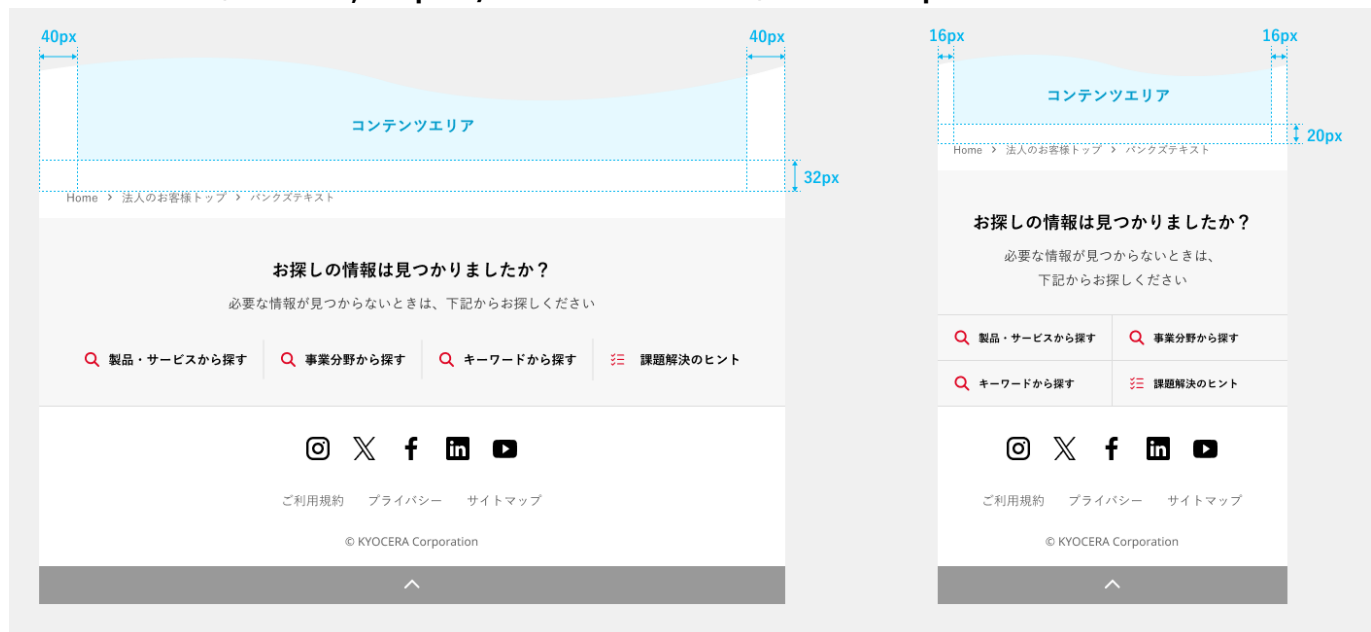 40px
40px
コンテンツエリア
32px
Home > 法人のお客様トップ > パンクズテキスト
お探しの情報は見つかりましたか？
必要な情報が見つからないときは、下記からお探しください
製品・サービスから探す
事業分野から探す
キーワードから探す
課題解決のヒント
ご利用規約 プライバシー サイトマップ
© KYOCERA Corporation
16px
16px
コンテンツエリア
20px
Home > 法人のお客様トップ > パンクズテキスト
お探しの情報は見つかりましたか？
必要な情報が見つからないときは、
下記からお探しください
製品・サービスから探す
事業分野から探す
キーワードから探す
課題解決のヒント
ご利用規約 プライバシー サイトマップ
© KYOCERA Corporation